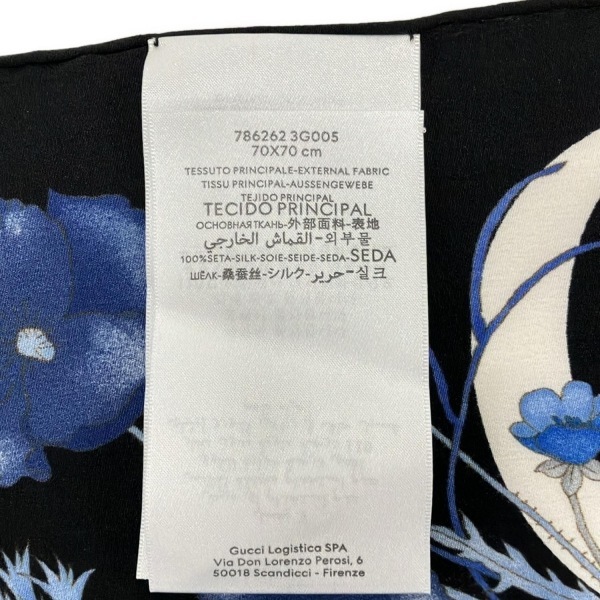 786262 3G005
70X70 cm
TESSUTO PRINCIPALE-EXTERNAL FABRIC
TISSU PRINCIPAL-AUSSENGEWEBE
TEJIDO PRINCIPAL
TECIDO PRINCIPAL
ОСНОВНАЯ ТКАНЬ-外部面料-表地
القماش الخارجي-외부물
100%SETA-SILK-SOIE-SEIDE-SEDA-SEDA
ШЁЛК-桑蚕丝-シルク-حرير-실크
Gucci Logistica SPA
Via Don Lorenzo Perosi, 6
50018 Scandicci - Firenze